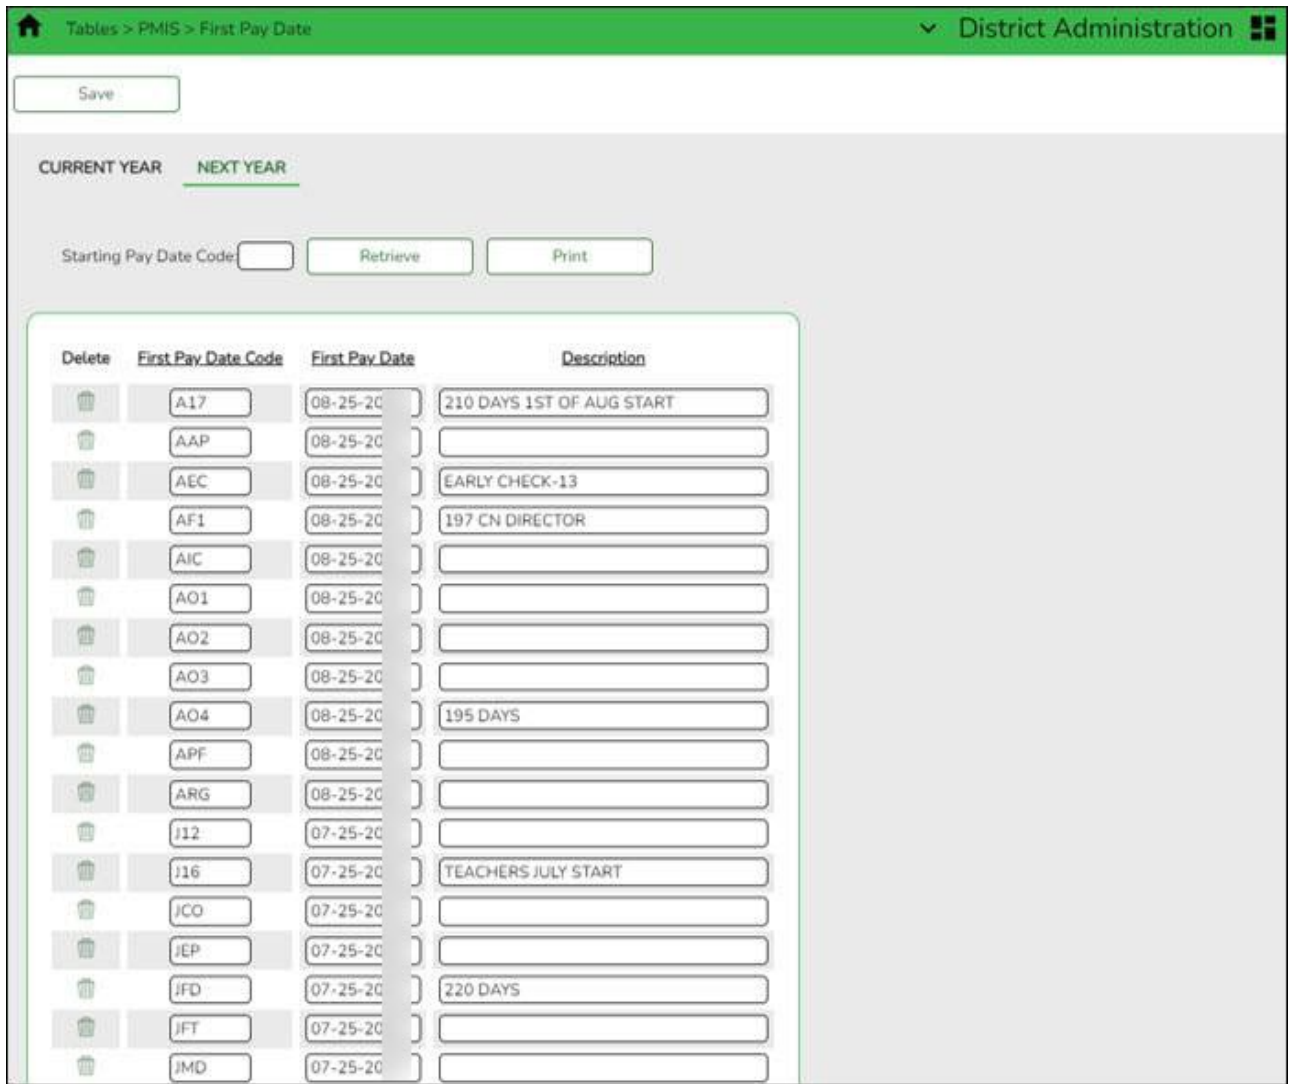 Tables > PMIS > First Pay Date District Administration
Save
CURRENT YEAR NEXT YEAR
Starting Pay Date Code: Retrieve Print
Delete First Pay Date Code First Pay Date Description
A17 08-25-20 210 DAYS 1ST OF AUG START
AAP 08-25-20
AEC 08-25-20 EARLY CHECK-13
AF1 08-25-20 197 CN DIRECTOR
AIC 08-25-20
AO1 08-25-20
AO2 08-25-20
AO3 08-25-20
AO4 08-25-20 195 DAYS
APF 08-25-20
ARG 08-25-20
J12 07-25-20
J16 07-25-20 TEACHERS JULY START
JCO 07-25-20
JEP 07-25-20
JFD 07-25-20 220 DAYS
JFT 07-25-20
JMD 07-25-20